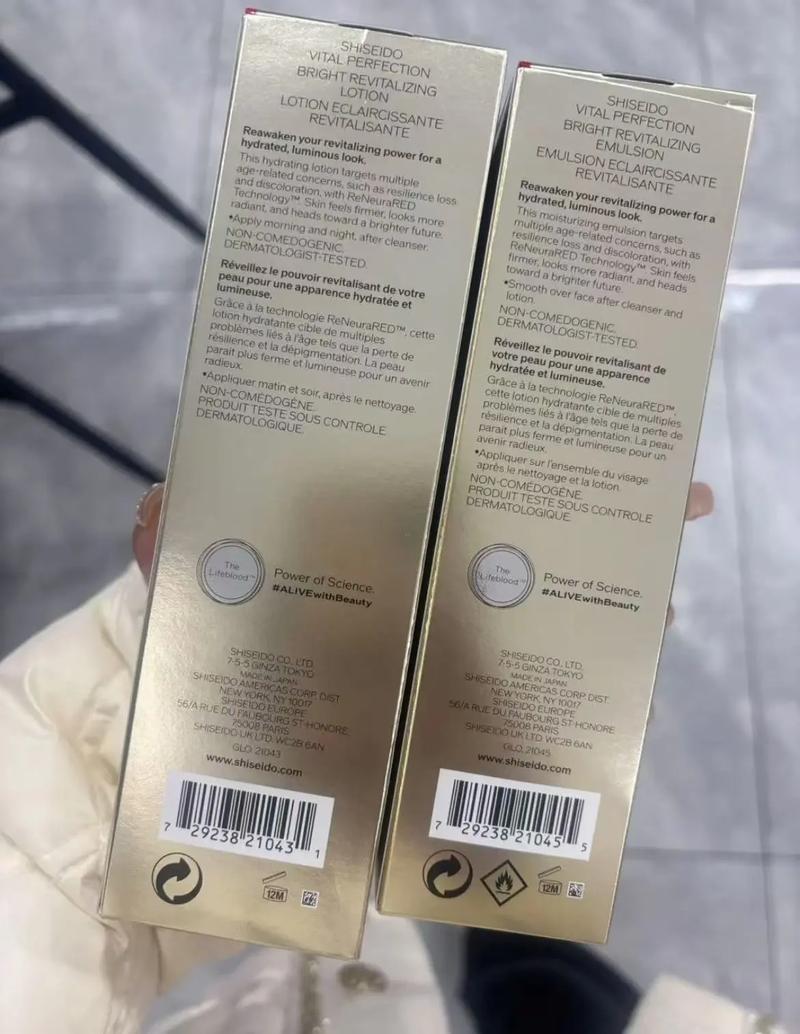 SHISEIDO
VITAL PERFECTION
BRIGHT REVITALIZING
LOTION
LOTION ECLAIRCISSANTE
REVITALISANTE
Reawaken your revitalizing power for a
hydrated, luminous look.
This hydrating lotion targets multiple
age-related concerns, such as resilience loss
and discoloration, with ReNeuraRED
Technology™. Skin feels firmer, looks more
radiant, and heads toward a brighter future.
•Apply morning and night, after cleanser.
NON-COMEDOGENIC.
DERMATOLOGIST-TESTED.
Réveillez le pouvoir revitalisant de votre
peau pour une apparence hydratée et
lumineuse.
Grâce à la technologie ReNeuraRED™, cette
lotion hydratante cible de multiples
problèmes liés à l'âge tels que la perte de
résilience et la dépigmentation. La peau
parait plus ferme et lumineuse pour un avenir
radieux.
•Appliquer matin et soir, après le nettoyage.
NON-COMÉDOGÈNE.
PRODUIT TESTE SOUS CONTROLE
DERMATOLOGIQUE.
The
Lifeblood™
Power of Science.
#ALIVEwithBeauty
SHISEIDO CO., LTD.
7-5-5 GINZA TOKYO
MADE IN JAPAN
SHISEIDO AMERICAS CORP. DIST.
NEW YORK, NY 10017
SHISEIDO EUROPE
56/A RUE DU FAUBOURG ST-HONORE
75008 PARIS
SHISEIDO UK LTD. WC2B 6AN
GLO. 21043
www.shiseido.com
7 29238 21043 1
12M
SHISEIDO
VITAL PERFECTION
BRIGHT REVITALIZING
EMULSION
EMULSION ECLAIRCISSANTE
REVITALISANTE
Reawaken your revitalizing power for a
hydrated, luminous look.
This moisturizing emulsion targets
multiple age-related concerns, such as
resilience loss and discoloration, with
ReNeuraRED Technology™. Skin feels
firmer, looks more radiant, and heads
toward a brighter future.
•Smooth over face after cleanser and
lotion.
NON-COMEDOGENIC.
DERMATOLOGIST-TESTED.
Réveillez le pouvoir revitalisant de
votre peau pour une apparence
hydratée et lumineuse.
Grâce à la technologie ReNeuraRED™,
cette lotion hydratante cible de multiples
problèmes liés à l'âge tels que la perte de
résilience et la dépigmentation. La peau
parait plus ferme et lumineuse pour un
avenir radieux.
•Appliquer sur l'ensemble du visage
après le nettoyage et la lotion.
NON-COMÉDOGÈNE.
PRODUIT TESTE SOUS CONTROLE
DERMATOLOGIQUE.
The
Lifeblood™
Power of Science.
#ALIVEwithBeauty
SHISEIDO CO., LTD.
7-5-5 GINZA TOKYO
MADE IN JAPAN
SHISEIDO AMERICAS CORP. DIST.
NEW YORK, NY 10017
SHISEIDO EUROPE
56/A RUE DU FAUBOURG ST-HONORE
75008 PARIS
SHISEIDO UK LTD. WC2B 6AN
GLO. 21045
www.shiseido.com
7 29238 21045 5
12M